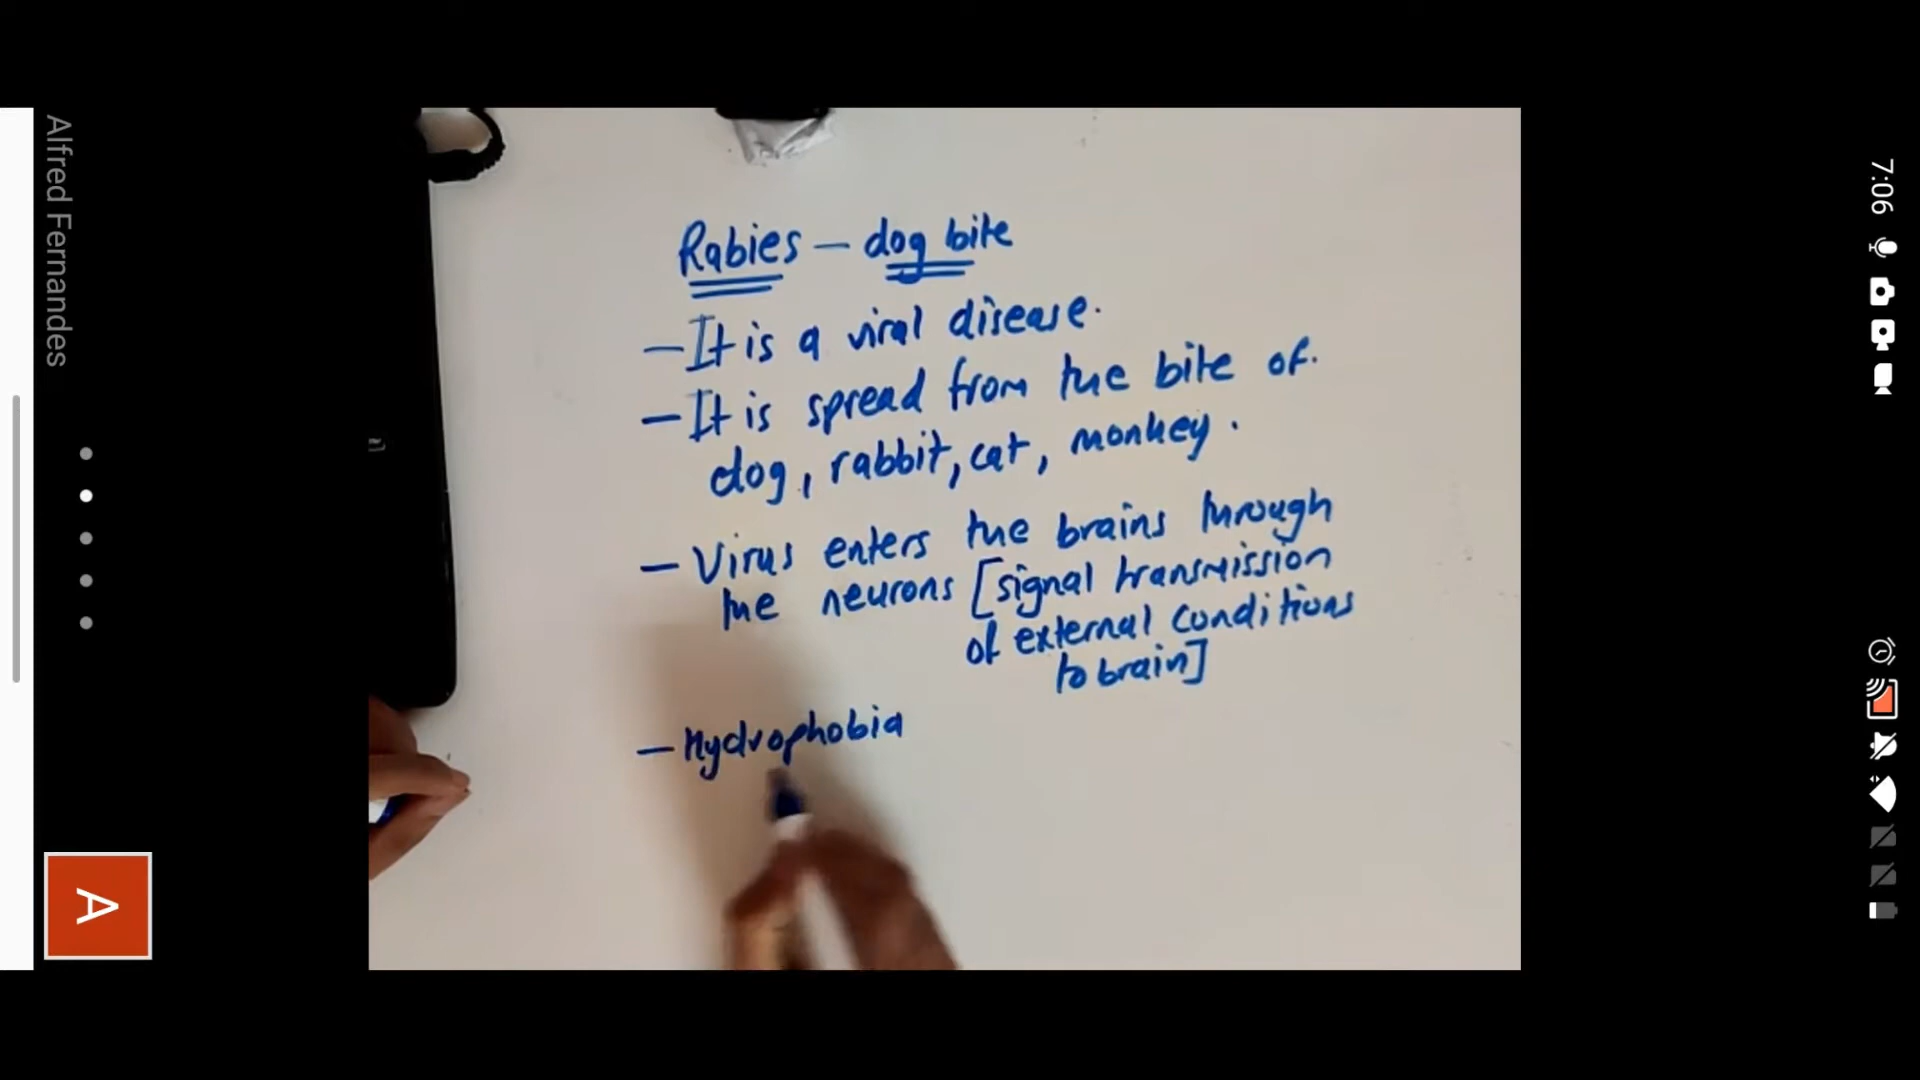 Rabies — dog bite
— It is a viral disease.
— It is spread from the bite of.
dog, rabbit, cat, monkey.
— Virus enters the brains through
the neurons [signal transmission
of external conditions
to brain]
— Hydrophobia
Alfred Fernandes
A
7:06